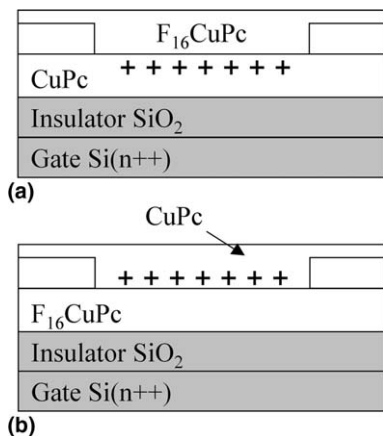 F₁₆CuPc
+ + + + + + +
CuPc
Insulator SiO₂
Gate Si(n++)
(a)
CuPc
+ + + + + + +
F₁₆CuPc
Insulator SiO₂
Gate Si(n++)
(b)